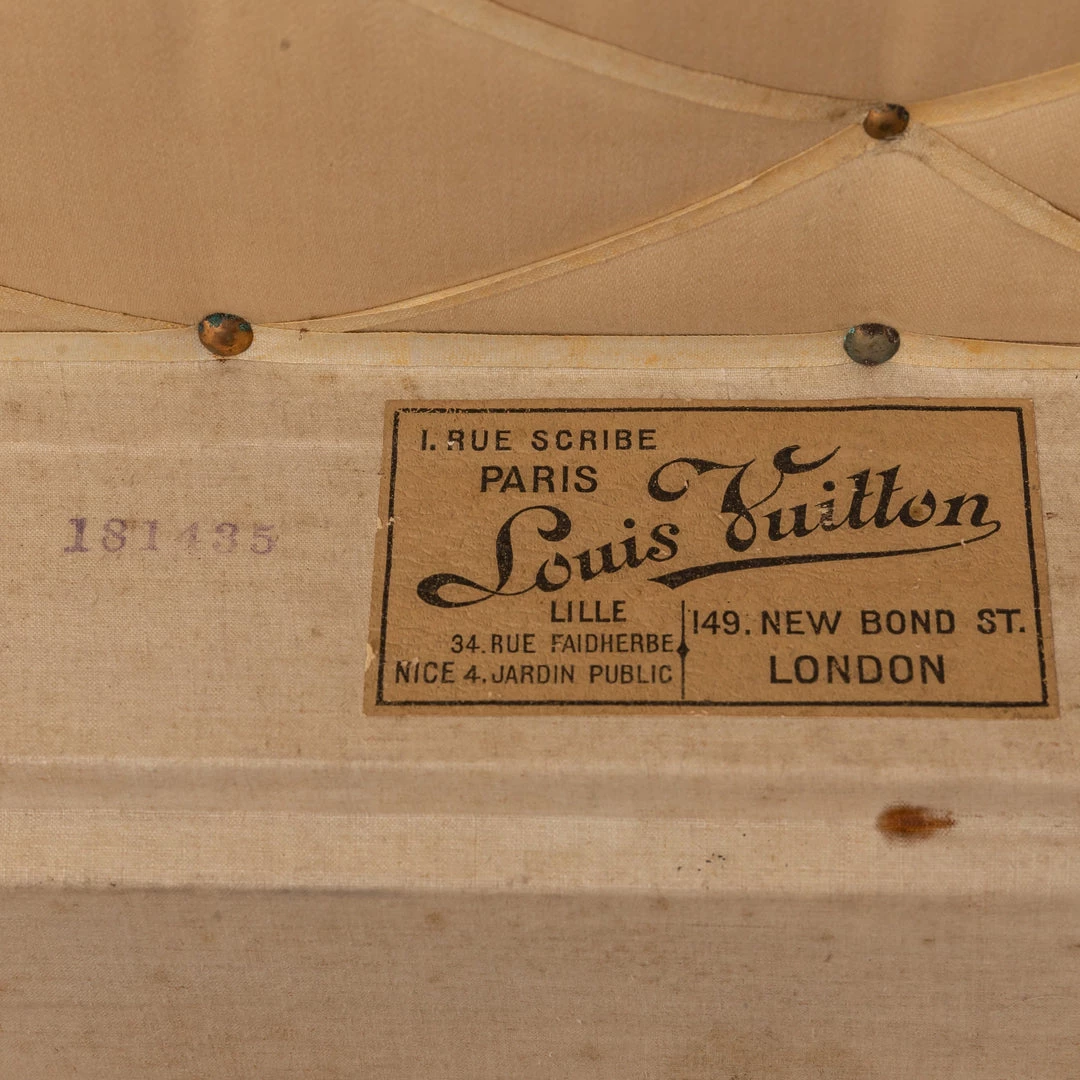 1. RUE SCRIBE
PARIS
Louis Vuitton
LILLE
34. RUE FAIDHERBE
NICE 4. JARDIN PUBLIC
149. NEW BOND ST.
LONDON
181435